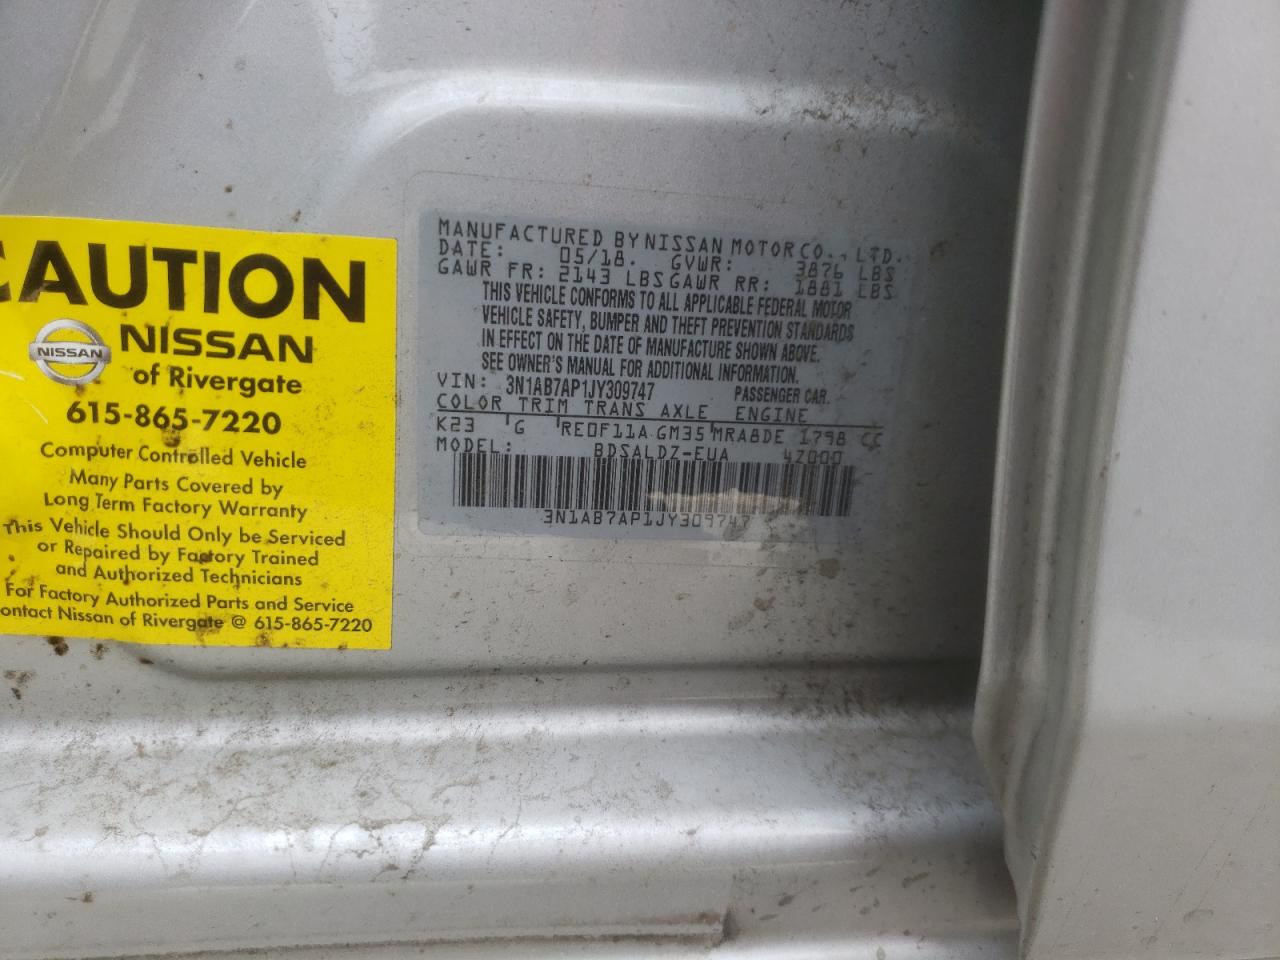 CAUTION
NISSAN
NISSAN
of Rivergate
615-865-7220
Computer Controlled Vehicle
Many Parts Covered by
Long Term Factory Warranty
This Vehicle Should Only be Serviced
or Repaired by Factory Trained
and Authorized Technicians
For Factory Authorized Parts and Service
ontact Nissan of Rivergate @ 615-865-7220
MANUFACTURED BY NISSAN MOTOR CO., LTD.
DATE: 05/18. GVWR: 3876 LBS
GAWR FR: 2143 LBS GAWR RR: 1881 LBS
THIS VEHICLE CONFORMS TO ALL APPLICABLE FEDERAL MOTOR
VEHICLE SAFETY, BUMPER AND THEFT PREVENTION STANDARDS
IN EFFECT ON THE DATE OF MANUFACTURE SHOWN ABOVE.
SEE OWNER'S MANUAL FOR ADDITIONAL INFORMATION.
VIN: 3N1AB7AP1JY309747 PASSENGER CAR.
COLOR TRIM TRANS AXLE ENGINE
K23 G RE0F11A GM35 MRA8DE 1798 CC
MODEL: BDSALDZ-EUA 4Z000
3N1AB7AP1JY309747